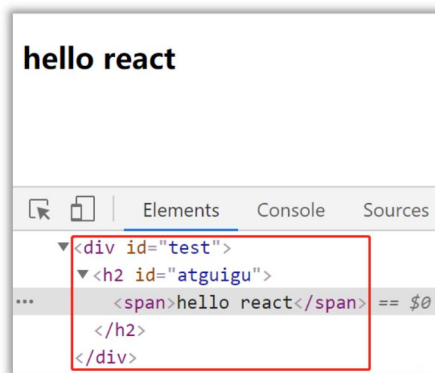 hello react
Elements Console Sources
▼<div id="test">
▼<h2 id="atguigu">
... <span>hello react</span> == $0
</h2>
</div>